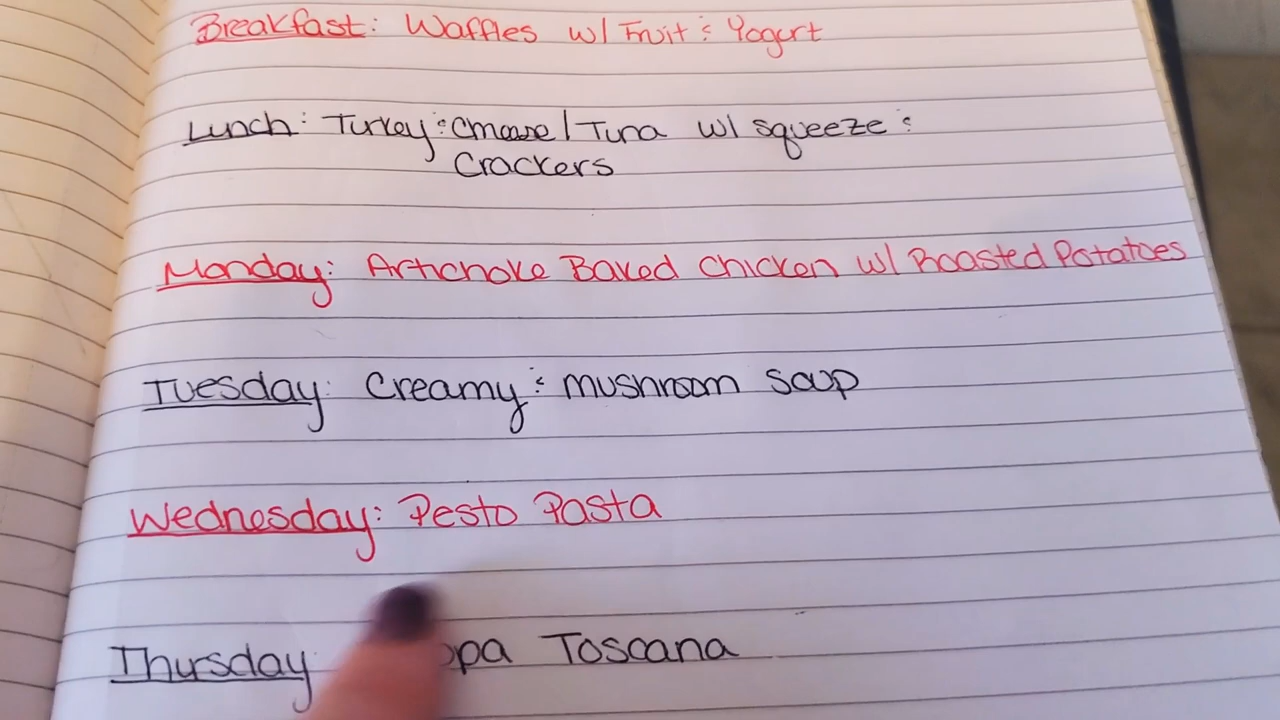 Breakfast: Waffles w/ Fruit & Yogurt
Lunch: Turkey & Cheese / Tuna w/ squeeze &
Crackers
Monday: Artichoke Baked Chicken w/ Roasted Potatoes
Tuesday: Creamy & mushroom soup
Wednesday: Pesto Pasta
Thursday Toscana